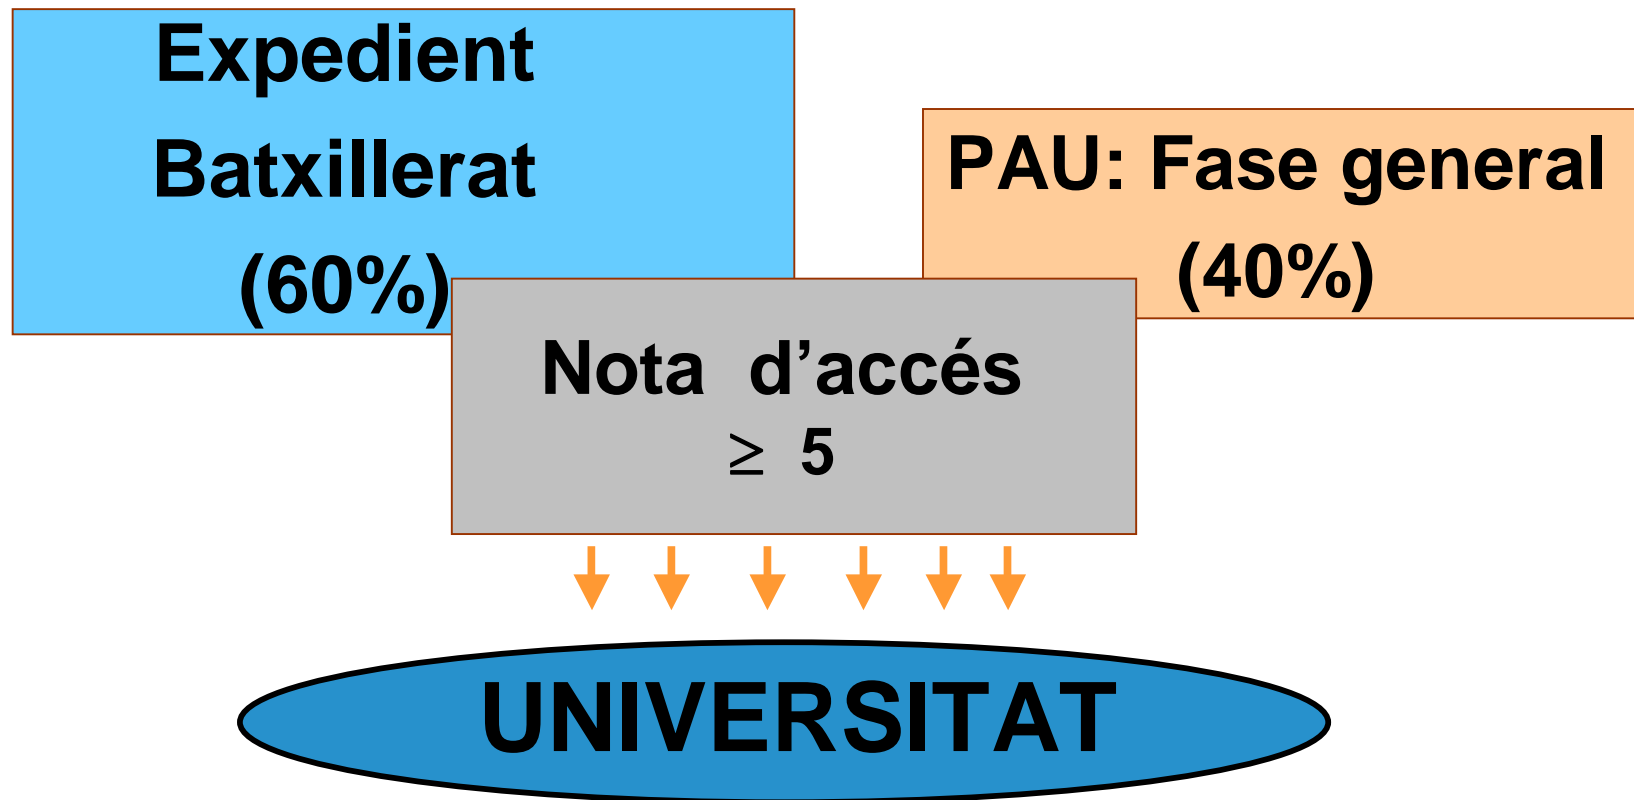 Expedient
Batxillerat
(60%)
PAU: Fase general
(40%)
Nota d’accés
≥ 5
UNIVERSITAT